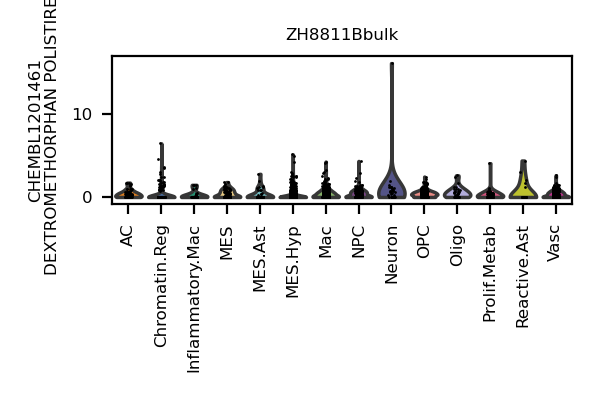 ZH8811Bbulk
CHEMBL1201461
DEXTROMETHORPHAN POLISTIREX
10
0
AC
Chromatin.Reg
Inflammatory.Mac
MES
MES.Ast
MES.Hyp
Mac
NPC
Neuron
OPC
Oligo
Prolif.Metab
Reactive.Ast
Vasc